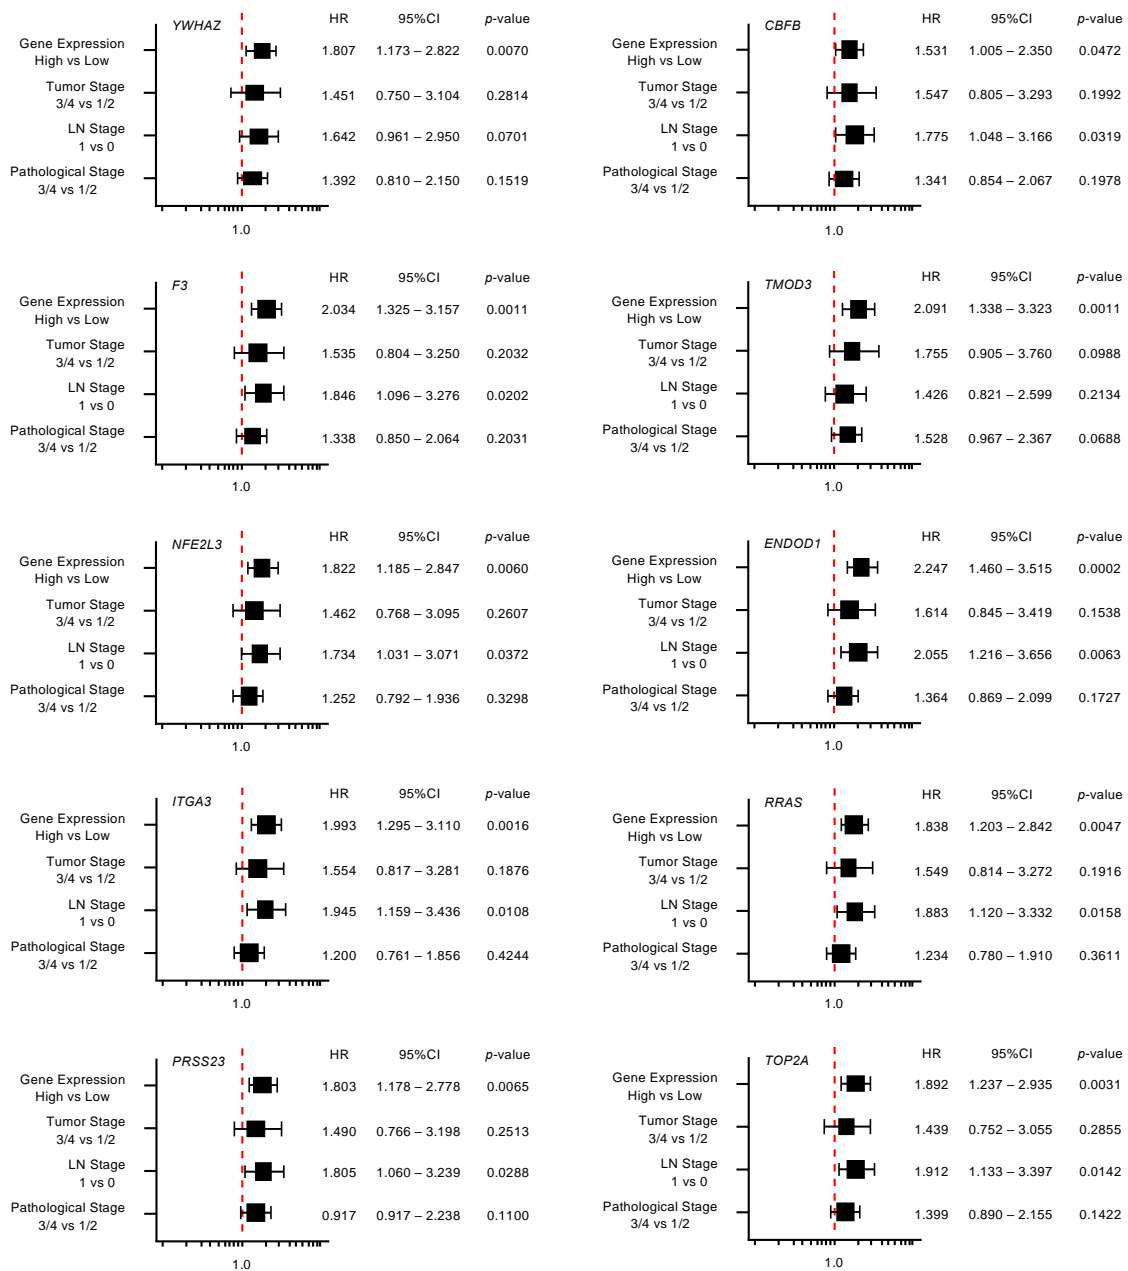 YWHAZ HR 95%CI p-value
Gene Expression
High vs Low 1.807 1.173 – 2.822 0.0070
Tumor Stage
3/4 vs 1/2 1.451 0.750 – 3.104 0.2814
LN Stage
1 vs 0 1.642 0.961 – 2.950 0.0701
Pathological Stage
3/4 vs 1/2 1.392 0.810 – 2.150 0.1519
1.0
CBFB HR 95%CI p-value
Gene Expression
High vs Low 1.531 1.005 – 2.350 0.0472
Tumor Stage
3/4 vs 1/2 1.547 0.805 – 3.293 0.1992
LN Stage
1 vs 0 1.775 1.048 – 3.166 0.0319
Pathological Stage
3/4 vs 1/2 1.341 0.854 – 2.067 0.1978
1.0
F3 HR 95%CI p-value
Gene Expression
High vs Low 2.034 1.325 – 3.157 0.0011
Tumor Stage
3/4 vs 1/2 1.535 0.804 – 3.250 0.2032
LN Stage
1 vs 0 1.846 1.096 – 3.276 0.0202
Pathological Stage
3/4 vs 1/2 1.338 0.850 – 2.064 0.2031
1.0
TMOD3 HR 95%CI p-value
Gene Expression
High vs Low 2.091 1.338 – 3.323 0.0011
Tumor Stage
3/4 vs 1/2 1.755 0.905 – 3.760 0.0988
LN Stage
1 vs 0 1.426 0.821 – 2.599 0.2134
Pathological Stage
3/4 vs 1/2 1.528 0.967 – 2.367 0.0688
1.0
NFE2L3 HR 95%CI p-value
Gene Expression
High vs Low 1.822 1.185 – 2.847 0.0060
Tumor Stage
3/4 vs 1/2 1.462 0.768 – 3.095 0.2607
LN Stage
1 vs 0 1.734 1.031 – 3.071 0.0372
Pathological Stage
3/4 vs 1/2 1.252 0.792 – 1.936 0.3298
1.0
ENDOD1 HR 95%CI p-value
Gene Expression
High vs Low 2.247 1.460 – 3.515 0.0002
Tumor Stage
3/4 vs 1/2 1.614 0.845 – 3.419 0.1538
LN Stage
1 vs 0 2.055 1.216 – 3.656 0.0063
Pathological Stage
3/4 vs 1/2 1.364 0.869 – 2.099 0.1727
1.0
ITGA3 HR 95%CI p-value
Gene Expression
High vs Low 1.993 1.295 – 3.110 0.0016
Tumor Stage
3/4 vs 1/2 1.554 0.817 – 3.281 0.1876
LN Stage
1 vs 0 1.945 1.159 – 3.436 0.0108
Pathological Stage
3/4 vs 1/2 1.200 0.761 – 1.856 0.4244
1.0
RRAS HR 95%CI p-value
Gene Expression
High vs Low 1.838 1.203 – 2.842 0.0047
Tumor Stage
3/4 vs 1/2 1.549 0.814 – 3.272 0.1916
LN Stage
1 vs 0 1.883 1.120 – 3.332 0.0158
Pathological Stage
3/4 vs 1/2 1.234 0.780 – 1.910 0.3611
1.0
PRSS23 HR 95%CI p-value
Gene Expression
High vs Low 1.803 1.178 – 2.778 0.0065
Tumor Stage
3/4 vs 1/2 1.490 0.766 – 3.198 0.2513
LN Stage
1 vs 0 1.805 1.060 – 3.239 0.0288
Pathological Stage
3/4 vs 1/2 0.917 0.917 – 2.238 0.1100
1.0
TOP2A HR 95%CI p-value
Gene Expression
High vs Low 1.892 1.237 – 2.935 0.0031
Tumor Stage
3/4 vs 1/2 1.439 0.752 – 3.055 0.2855
LN Stage
1 vs 0 1.912 1.133 – 3.397 0.0142
Pathological Stage
3/4 vs 1/2 1.399 0.890 – 2.155 0.1422
1.0